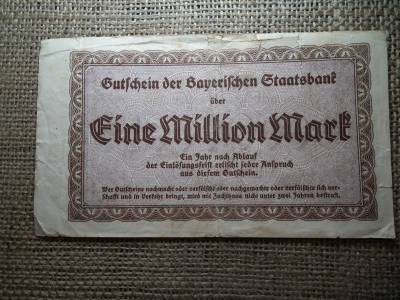 Gutschein der Bayerischen Staatsbank
über
Eine Million Mark
Ein Jahr nach Ablauf
der Einlösungsfrist erlischt jeder Anspruch
aus diesem Gutschein.
Wer Gutscheine nachmacht oder verfälscht oder nachgemachte oder verfälschte sich ver-
schafft und in Verkehr bringt, wird mit Zuchthaus nicht unter zwei Jahren bestraft.